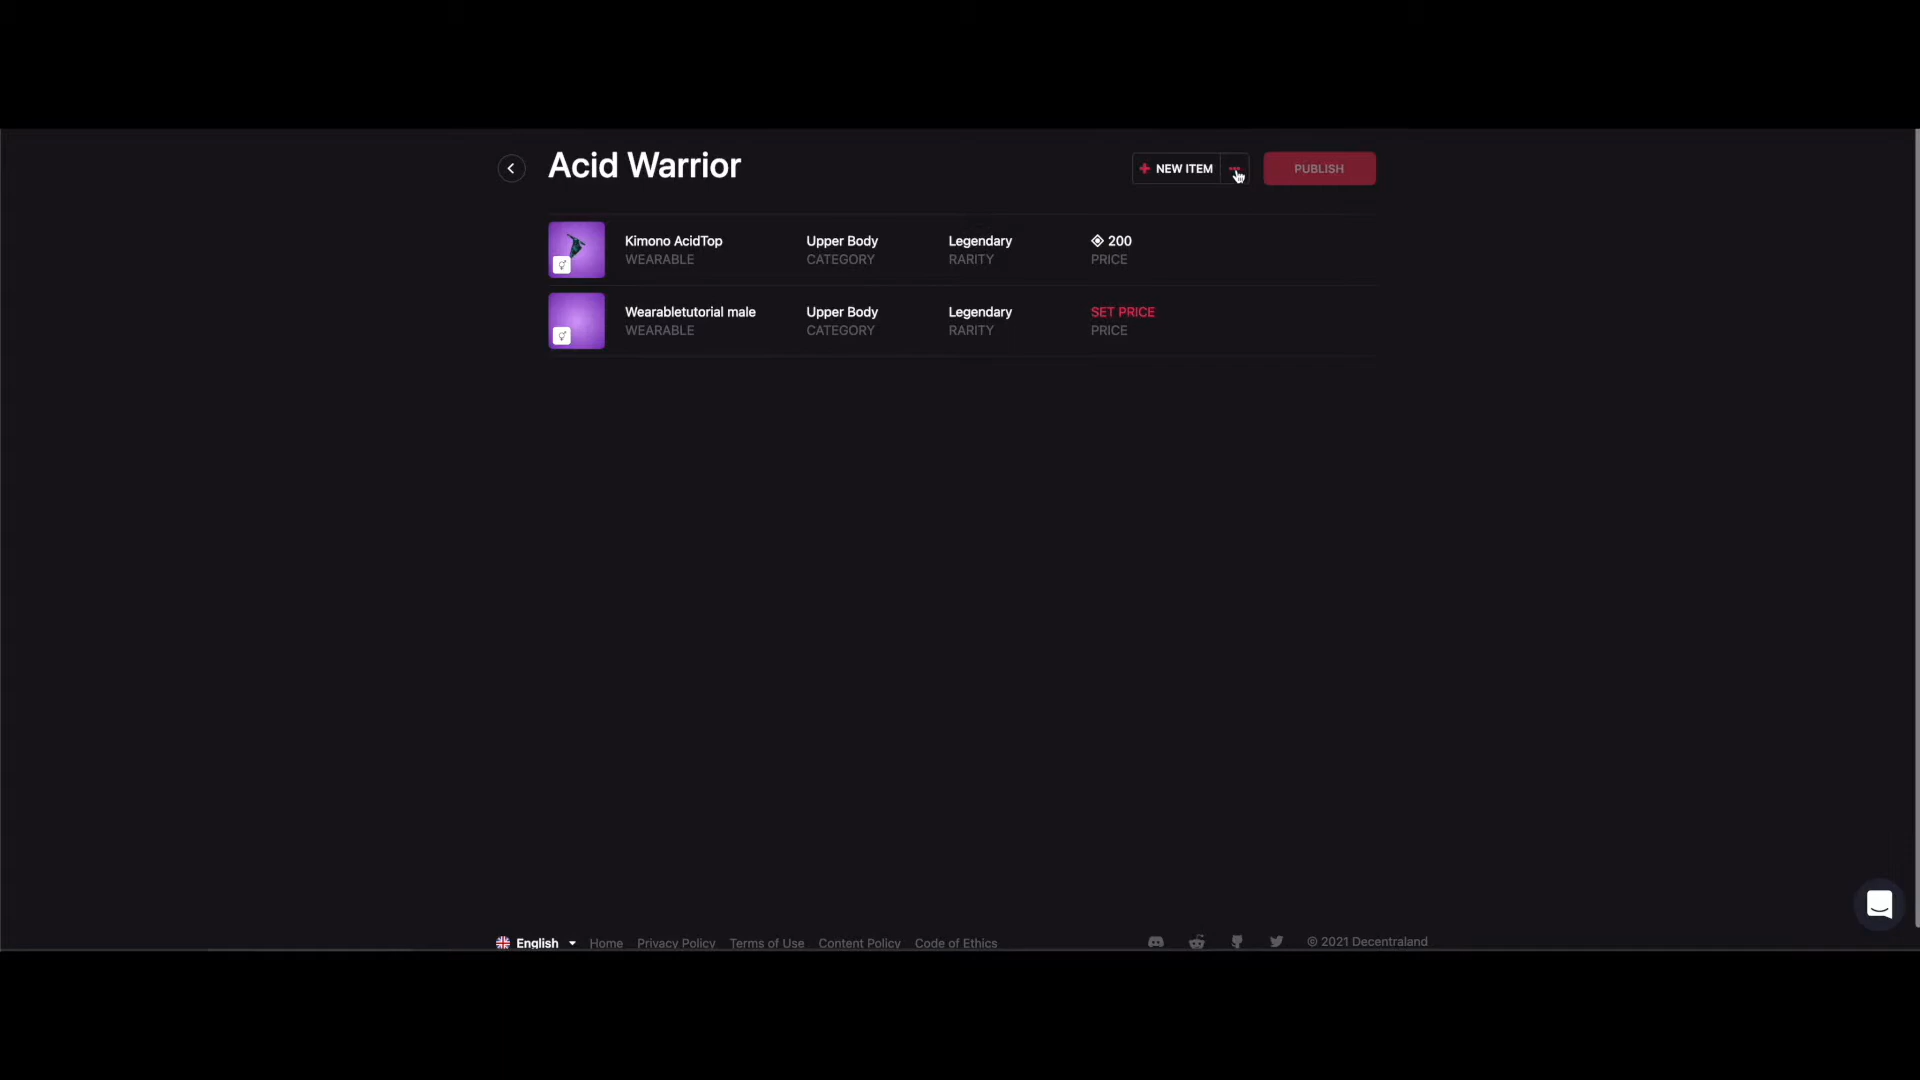 Acid Warrior
NEW ITEM
PUBLISH
Kimono AcidTop
WEARABLE
Upper Body
CATEGORY
Legendary
RARITY
200
PRICE
Wearabletutorial male
WEARABLE
Upper Body
CATEGORY
Legendary
RARITY
SET PRICE
PRICE
English Home Privacy Policy Terms of Use Content Policy Code of Ethics © 2021 Decentraland